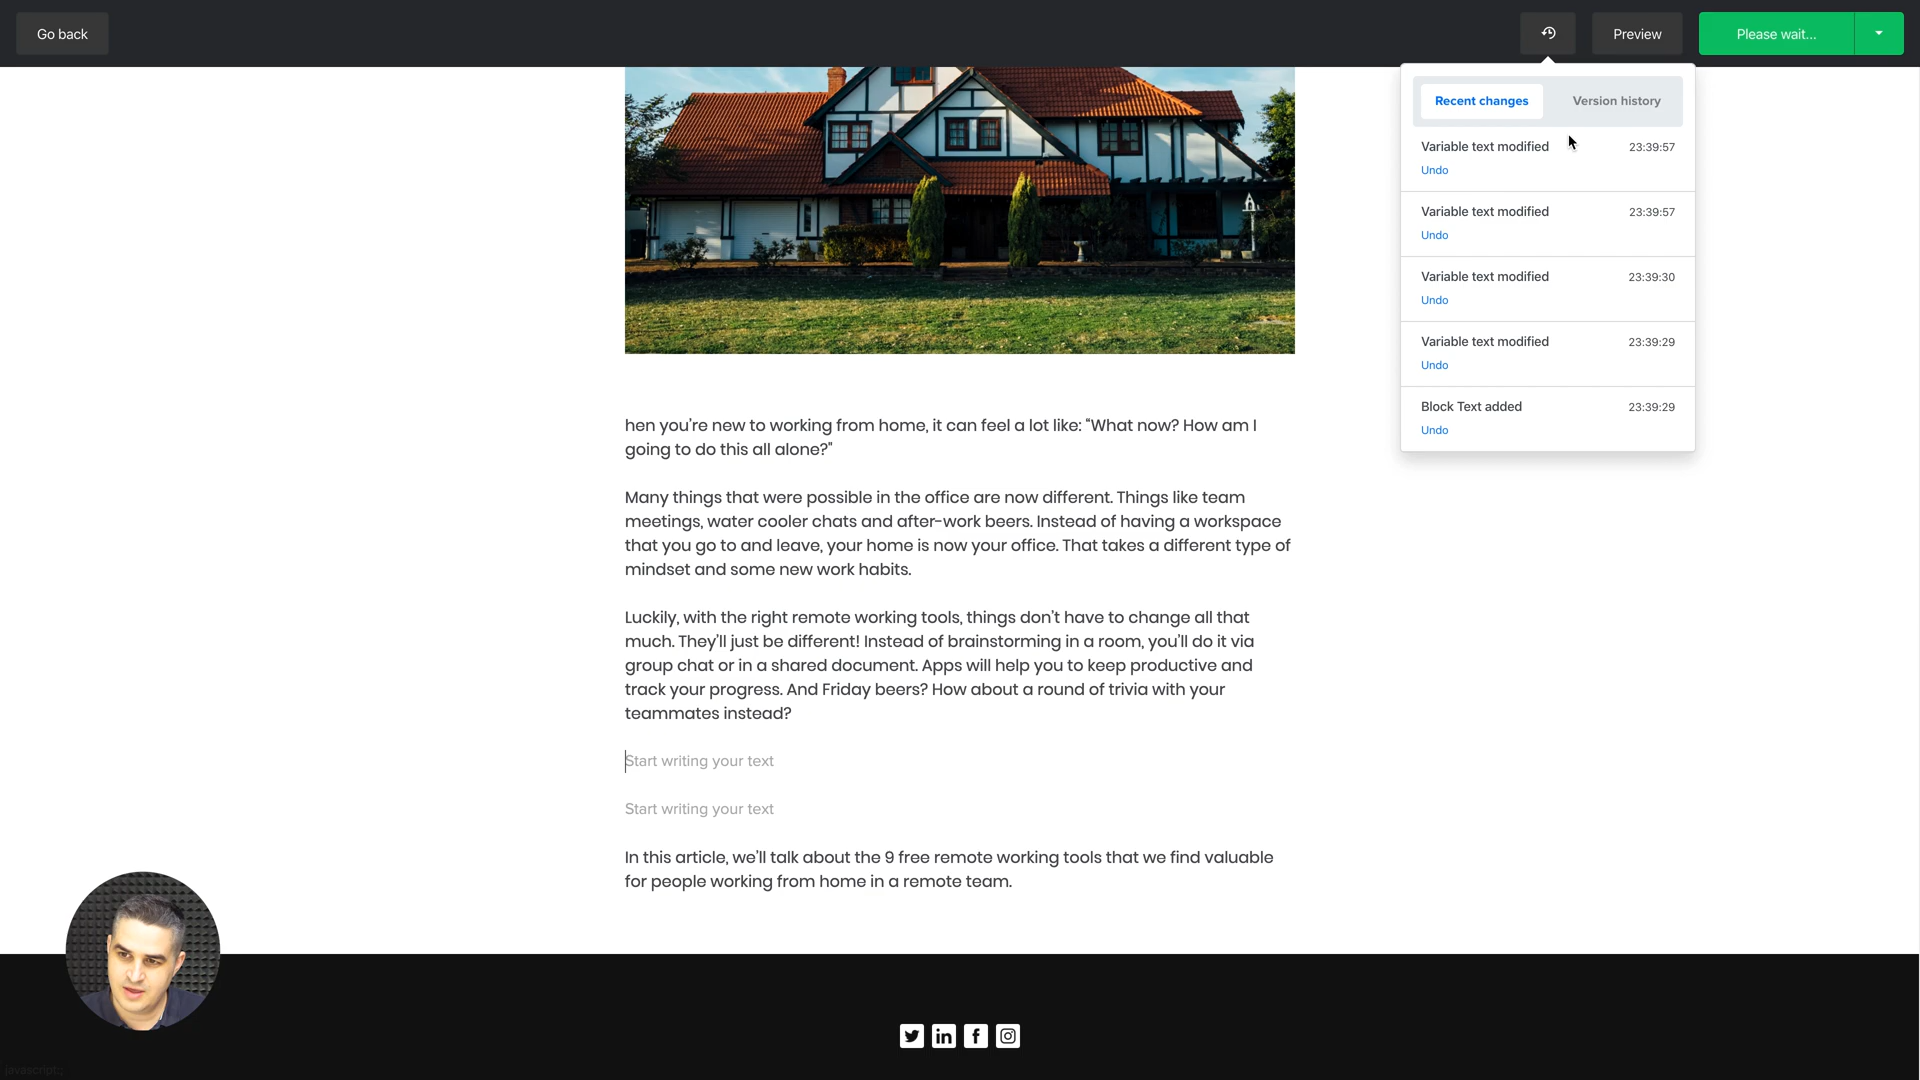 Go back
Preview
Please wait...
Recent changes
Version history
Variable text modified 23:39:57
Undo
Variable text modified 23:39:57
Undo
Variable text modified 23:39:30
Undo
Variable text modified 23:39:29
Undo
Block Text added 23:39:29
Undo
hen you're new to working from home, it can feel a lot like: “What now? How am I
going to do this all alone?”
Many things that were possible in the office are now different. Things like team
meetings, water cooler chats and after-work beers. Instead of having a workspace
that you go to and leave, your home is now your office. That takes a different type of
mindset and some new work habits.
Luckily, with the right remote working tools, things don’t have to change all that
much. They’ll just be different! Instead of brainstorming in a room, you’ll do it via
group chat or in a shared document. Apps will help you to keep productive and
track your progress. And Friday beers? How about a round of trivia with your
teammates instead?
Start writing your text
Start writing your text
In this article, we’ll talk about the 9 free remote working tools that we find valuable
for people working from home in a remote team.
javascript:;